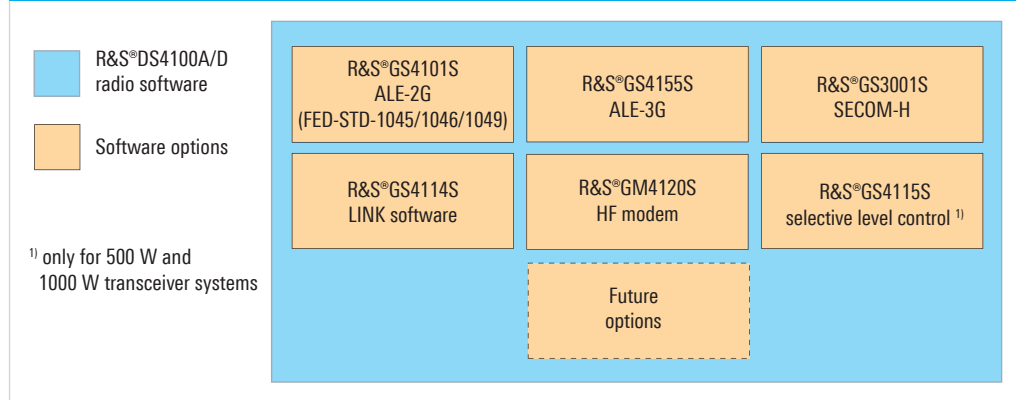 R&S®DS4100A/D
radio software
Software options
1) only for 500 W and
1000 W transceiver systems
R&S®GS4101S
ALE-2G
(FED-STD-1045/1046/1049)
R&S®GS4155S
ALE-3G
R&S®GS3001S
SECOM-H
R&S®GS4114S
LINK software
R&S®GM4120S
HF modem
R&S®GS4115S
selective level control 1)
Future
options